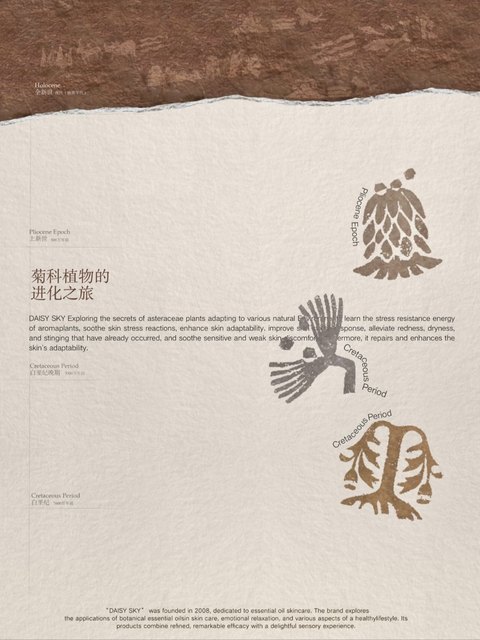 Holocene
全新世
Pliocene Epoch
Pliocene Epoch
上新世
菊科植物的
进化之旅
DAISY SKY Exploring the secrets of asteraceae plants adapting to various natural learn the stress resistance energy
of aromaplants, soothe skin stress reactions, enhance skin adaptability. improve alleviate redness, dryness,
and stinging that have already occurred, and soothe sensitive and weak skin it repairs and enhances the
skin's adaptability.
Cretaceous Period
Cretaceous Period
白垩纪晚期
Cretaceous Period
Cretaceous Period
白垩纪
"DAISY SKY" was founded in 2008, dedicated to essential oil skincare. The brand explores
the applications of botanical essential oilsin skin care, emotional relaxation, and various aspects of a healthylifestyle. Its
products combine refined, remarkable efficacy with a delightful sensory experience.